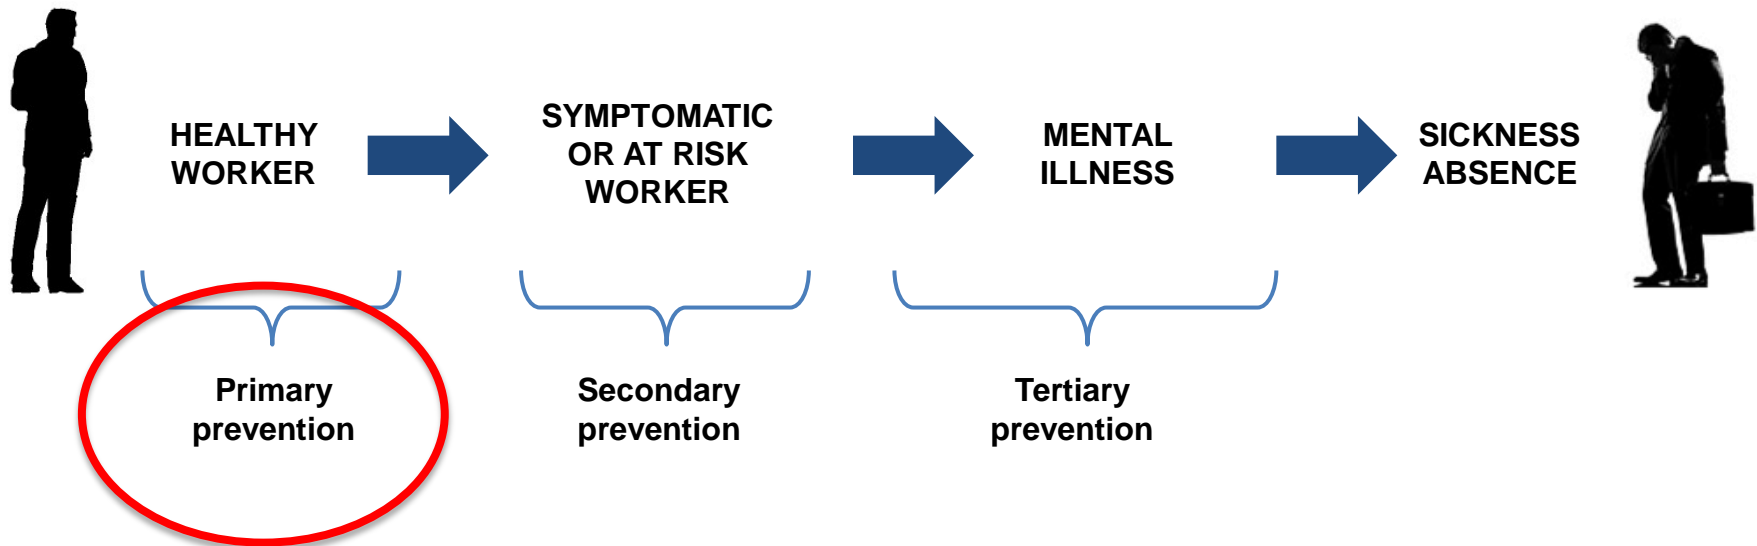 HEALTHY
WORKER
SYMPTOMATIC
OR AT RISK
WORKER
MENTAL
ILLNESS
SICKNESS
ABSENCE
Primary
prevention
Secondary
prevention
Tertiary
prevention